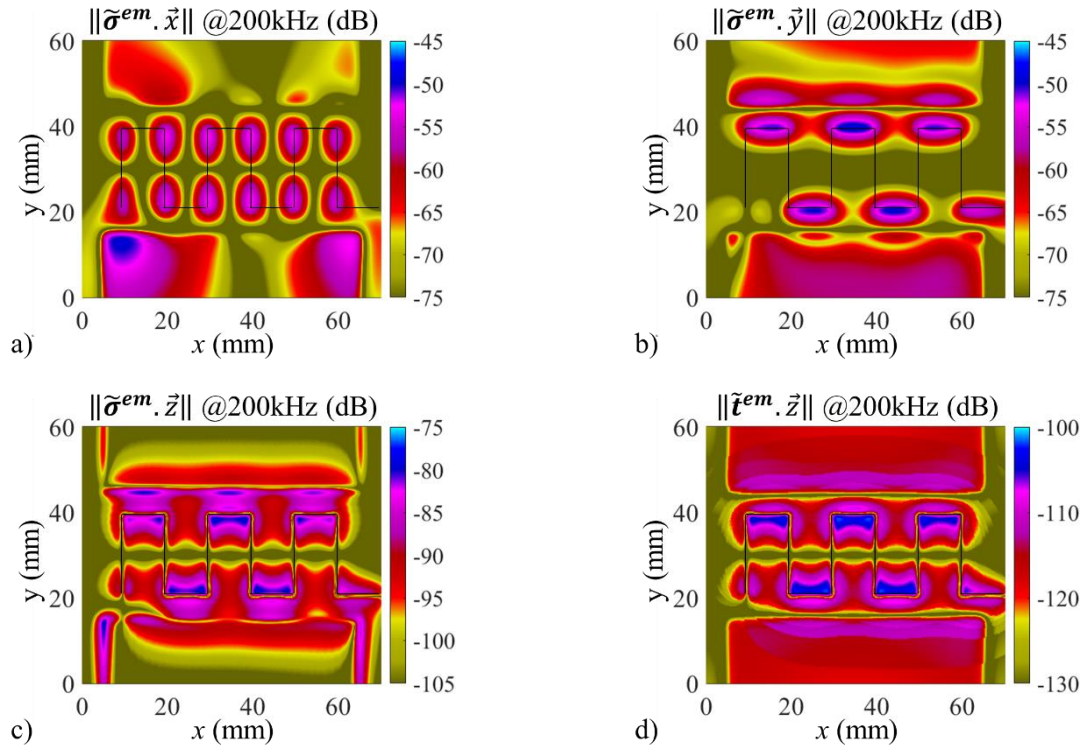 ‖σ̃ᵉᵐ. x⃗‖ @200kHz (dB)
60
40
20
0
y (mm)
0 20 40 60
x (mm)
-45
-50
-55
-60
-65
-70
-75
a)
‖σ̃ᵉᵐ. y⃗‖ @200kHz (dB)
60
40
20
0
y (mm)
0 20 40 60
x (mm)
-45
-50
-55
-60
-65
-70
-75
b)
‖σ̃ᵉᵐ. z⃗‖ @200kHz (dB)
60
40
20
0
y (mm)
0 20 40 60
x (mm)
-75
-80
-85
-90
-95
-100
-105
c)
‖t̃ᵉᵐ. z⃗‖ @200kHz (dB)
60
40
20
0
y (mm)
0 20 40 60
x (mm)
-100
-110
-120
-130
d)